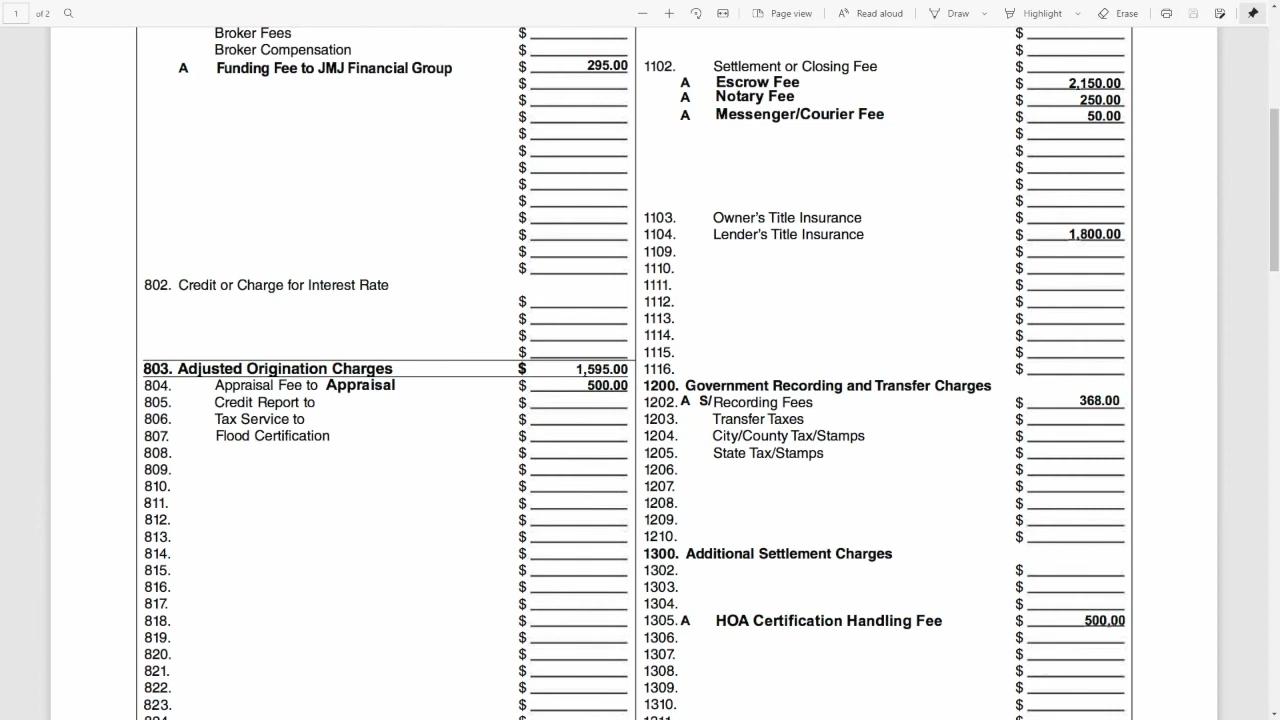 1 of 2 Page view Read aloud Draw Highlight Erase
Broker Fees $
Broker Compensation $
A Funding Fee to JMJ Financial Group $ 295.00
$
$
$
$
$
$
$
$
$
$
$
$
802. Credit or Charge for Interest Rate
$
$
$
$
803. Adjusted Origination Charges $ 1,595.00
804. Appraisal Fee to Appraisal $ 500.00
805. Credit Report to $
806. Tax Service to $
807. Flood Certification $
808. $
809. $
810. $
811. $
812. $
813. $
814. $
815. $
816. $
817. $
818. $
819. $
820. $
821. $
822. $
823. $
$
$
1102. Settlement or Closing Fee $
A Escrow Fee $ 2,150.00
A Notary Fee $ 250.00
A Messenger/Courier Fee $ 50.00
$
$
$
$
$
1103. Owner's Title Insurance $
1104. Lender's Title Insurance $ 1,800.00
1109. $
1110. $
1111. $
1112. $
1113. $
1114. $
1115. $
1116. $
1200. Government Recording and Transfer Charges
1202. A S/ Recording Fees $ 368.00
1203. Transfer Taxes $
1204. City/County Tax/Stamps $
1205. State Tax/Stamps $
1206. $
1207. $
1208. $
1209. $
1210. $
1300. Additional Settlement Charges
1302. $
1303. $
1304. $
1305. A HOA Certification Handling Fee $ 500.00
1306. $
1307. $
1308. $
1309. $
1310. $